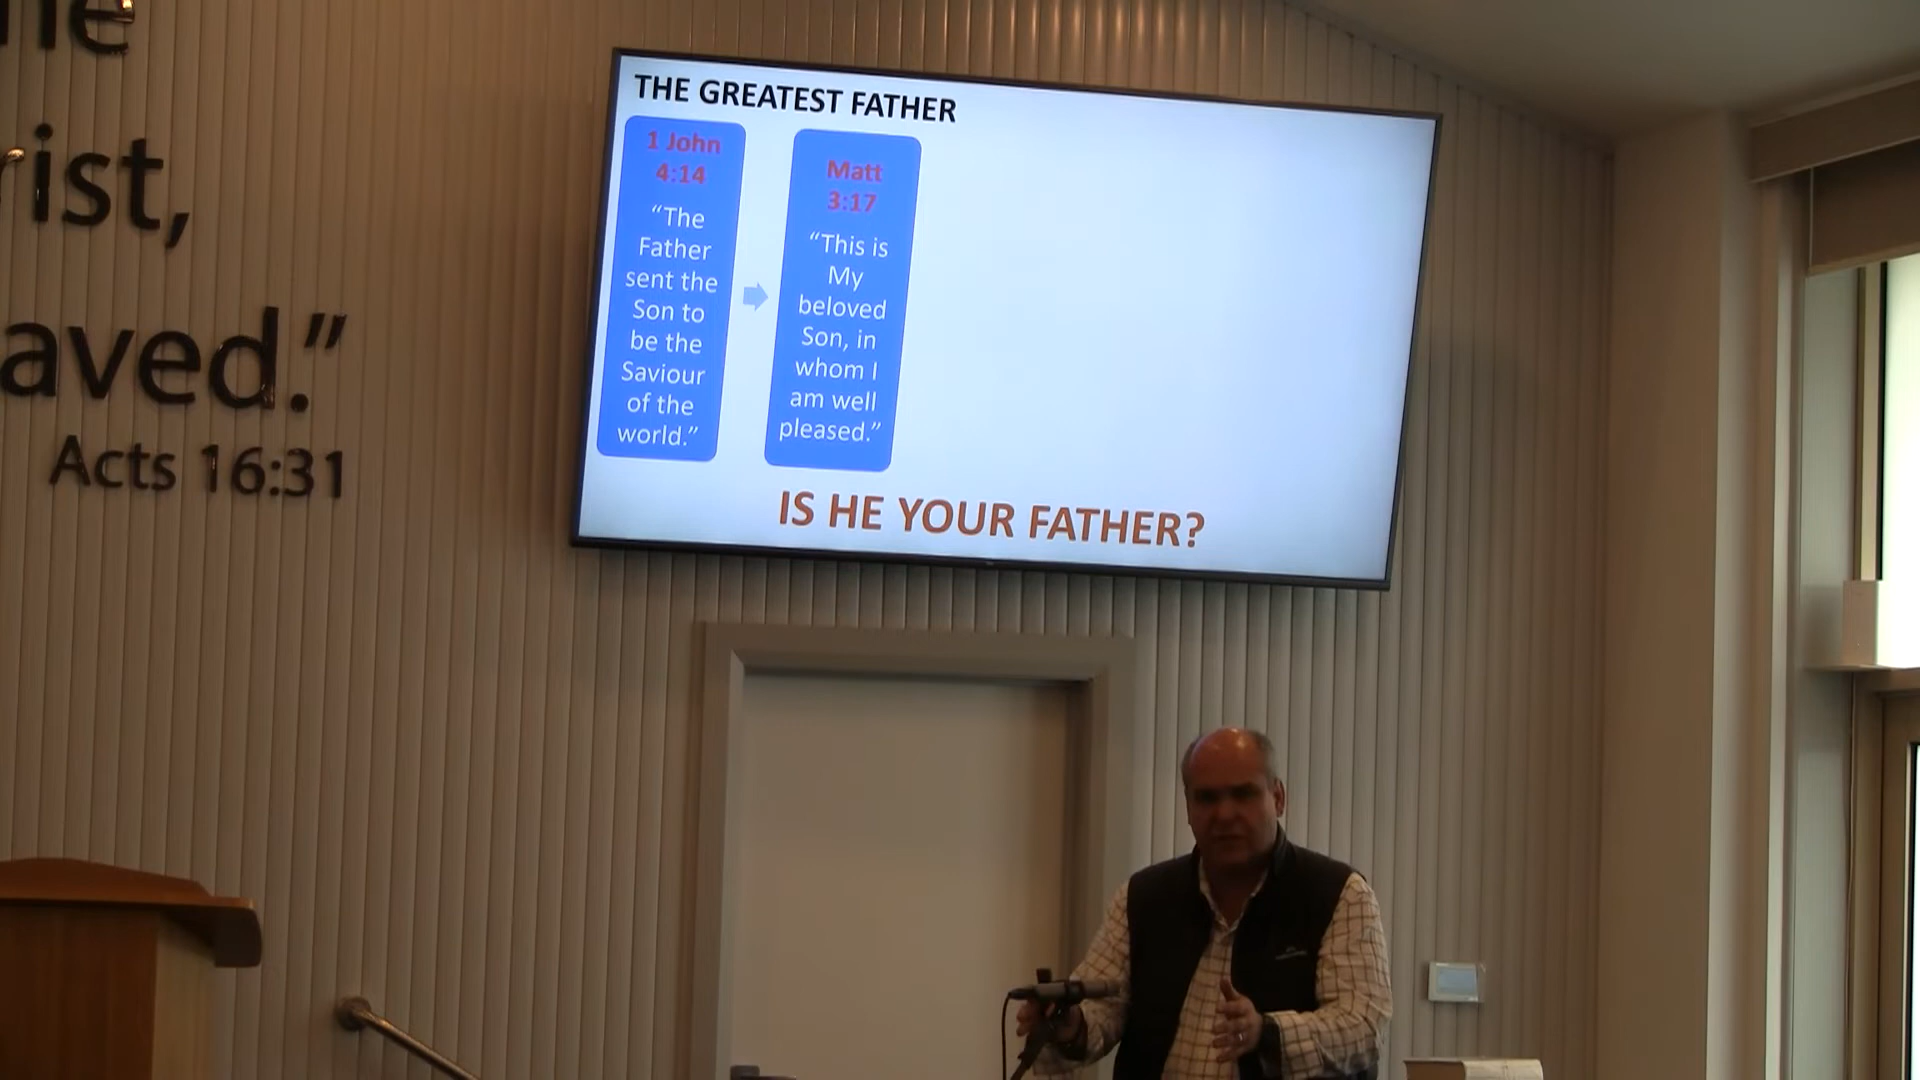 ist,
aved.”
Acts 16:31
THE GREATEST FATHER
1 John
4:14
“The
Father
sent the
Son to
be the
Saviour
of the
world.”
Matt
3:17
“This is
My
beloved
Son, in
whom I
am well
pleased.”
IS HE YOUR FATHER?